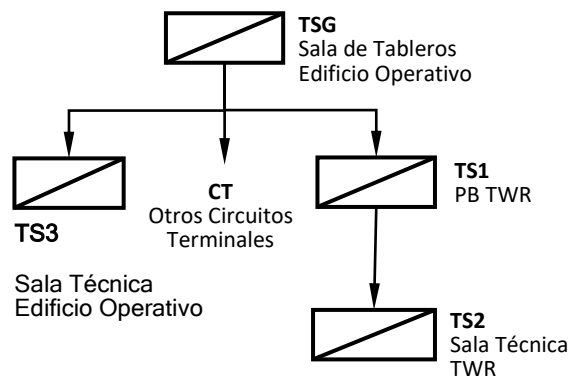 TSG
Sala de Tableros
Edificio Operativo
TS3
Sala Técnica
Edificio Operativo
CT
Otros Circuitos
Terminales
TS1
PB TWR
TS2
Sala Técnica
TWR